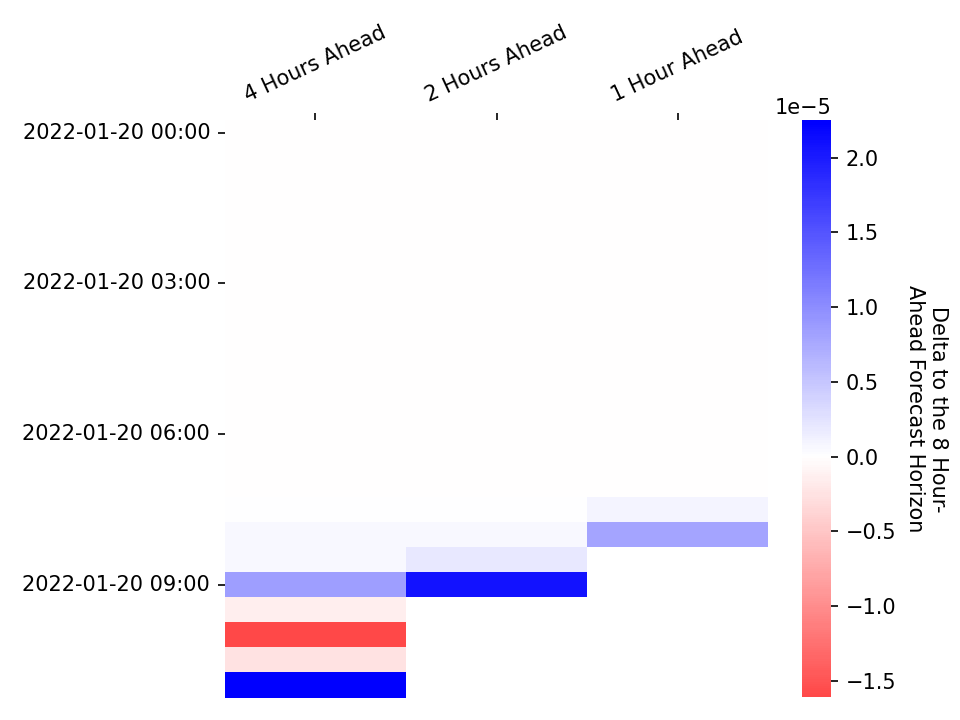 4 Hours Ahead
2 Hours Ahead
1 Hour Ahead
1e−5
2022-01-20 00:00
2022-01-20 03:00
2022-01-20 06:00
2022-01-20 09:00
2.0
1.5
1.0
0.5
0.0
−0.5
−1.0
−1.5
Delta to the 8 Hour-
Ahead Forecast Horizon